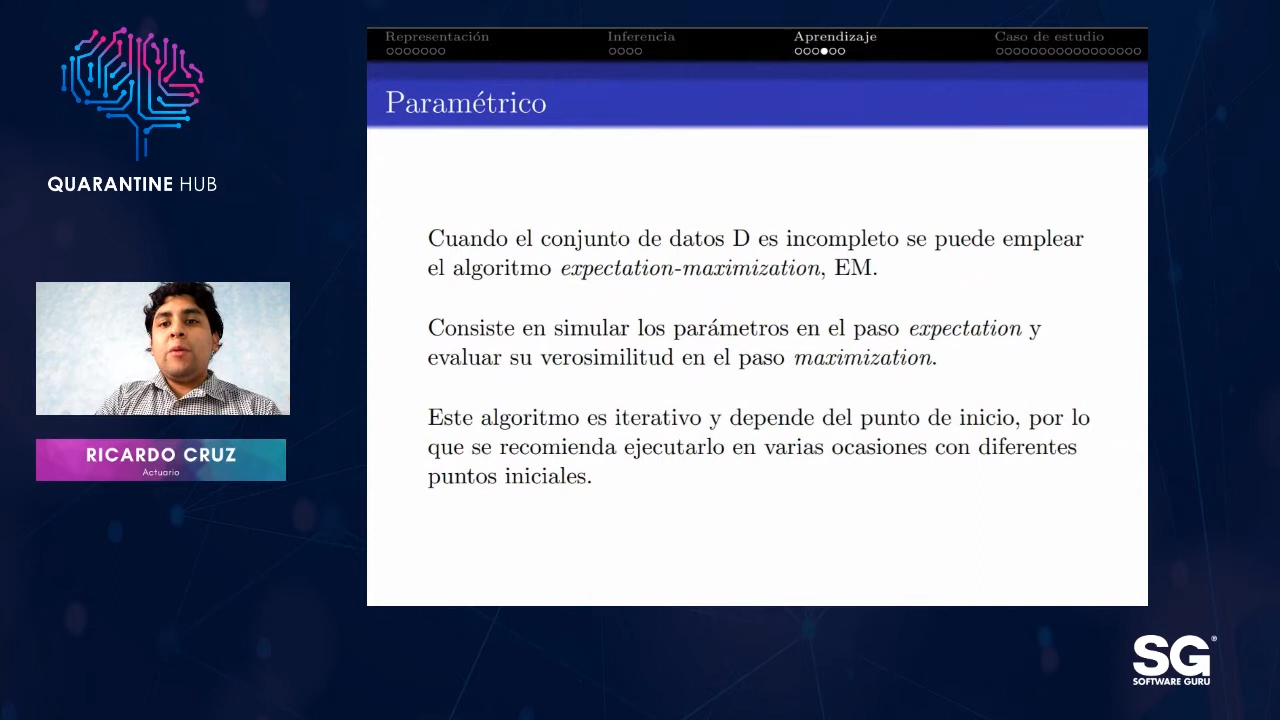 QUARANTINE HUB
RICARDO CRUZ
Actuario
Representación
Inferencia
Aprendizaje
Caso de estudio
Paramétrico
Cuando el conjunto de datos D es incompleto se puede emplear
el algoritmo expectation-maximization, EM.
Consiste en simular los parámetros en el paso expectation y
evaluar su verosimilitud en el paso maximization.
Este algoritmo es iterativo y depende del punto de inicio, por lo
que se recomienda ejecutarlo en varias ocasiones con diferentes
puntos iniciales.
SG®
SOFTWARE GURU